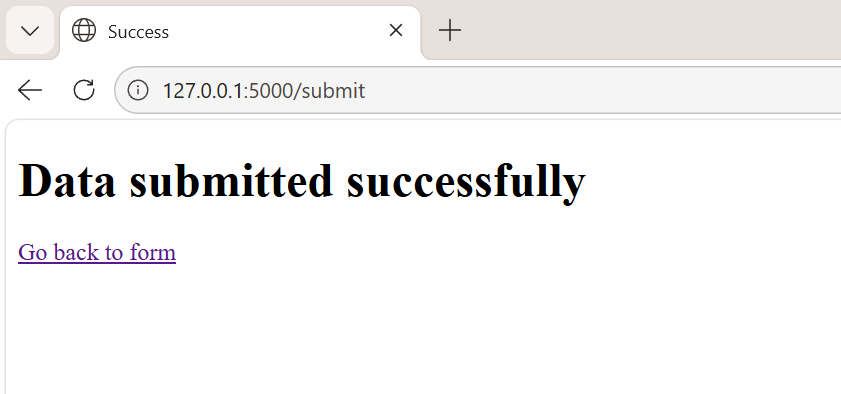 Success
127.0.0.1:5000/submit
Data submitted successfully
Go back to form